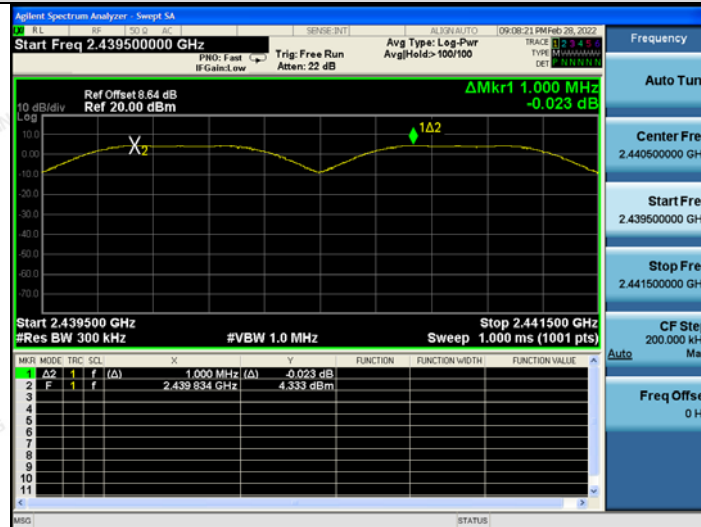 Agilent Spectrum Analyzer - Swept SA
RL RF 50 Ω AC SENSE:INT ALIGNAUTO 09:08:21 PM Feb 28, 2022
Start Freq 2.439500000 GHz
PNO: Fast
IFGain:Low
Trig: Free Run
Atten: 22 dB
Avg Type: Log-Pwr
Avg|Hold:>100/100
TRACE 1 2 3 4 5 6
TYPE M
DET P N N N N N
ΔMkr1 1.000 MHz
-0.023 dB
Ref Offset 8.64 dB
Ref 20.00 dBm
10 dB/div
Log
10.0
0.00
-10.0
-20.0
-30.0
-40.0
-50.0
-60.0
-70.0
X2
1Δ2
Start 2.439500 GHz Stop 2.441500 GHz
#Res BW 300 kHz #VBW 1.0 MHz Sweep 1.000 ms (1001 pts)
MKR MODE TRC SCL X Y FUNCTION FUNCTION WIDTH FUNCTION VALUE
1 Δ2 1 f (Δ) 1.000 MHz (Δ) -0.023 dB
2 F 1 f 2.439 834 GHz 4.333 dBm
3
4
5
6
7
8
9
10
11
MSG STATUS
Frequency
Auto Tun
Center Fre
2.440500000 GH
Start Fre
2.439500000 GH
Stop Fre
2.441500000 GH
CF Ste
200.000 kH
Auto Ma
Freq Offse
0 H